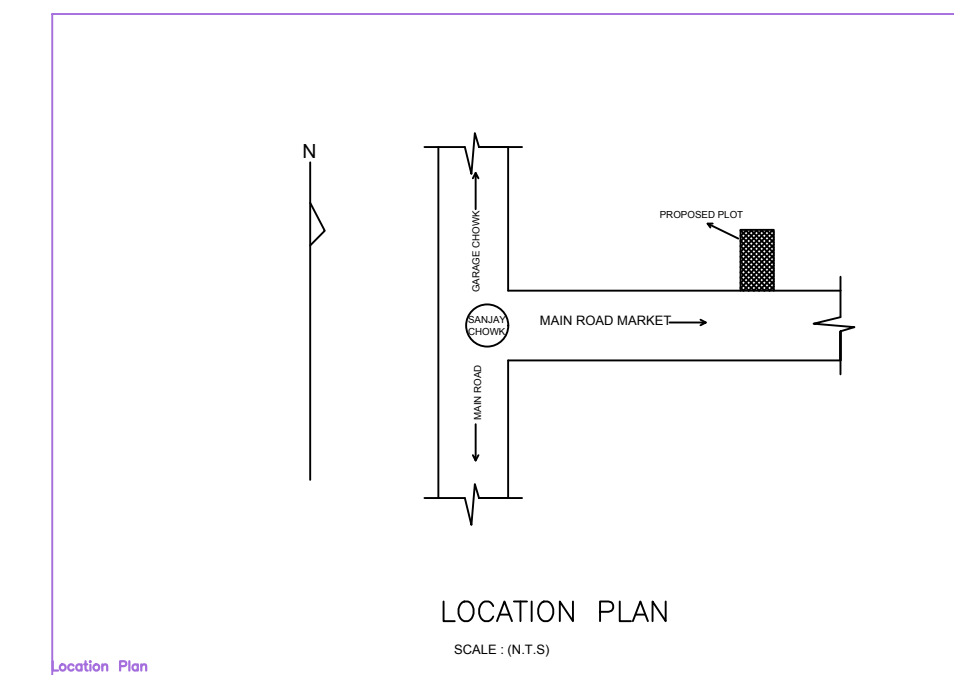 N
PROPOSED PLOT
GARAGE CHOWK
SANJAY
CHOWK
MAIN ROAD MARKET
MAIN ROAD
LOCATION PLAN
SCALE : (N.T.S)
Location Plan